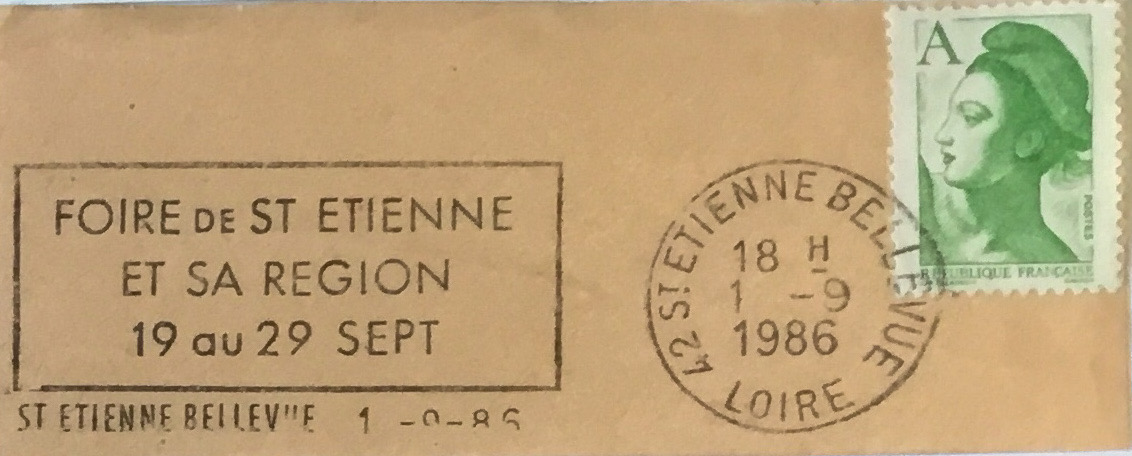 A
POSTES
REPUBLIQUE FRANÇAISE
FOIRE DE ST ETIENNE
ET SA REGION
19 au 29 SEPT
ST ETIENNE BELLEVUE 1 -9-86
42 ST ETIENNE BELLEVUE
18 H
1 -9
1986
LOIRE